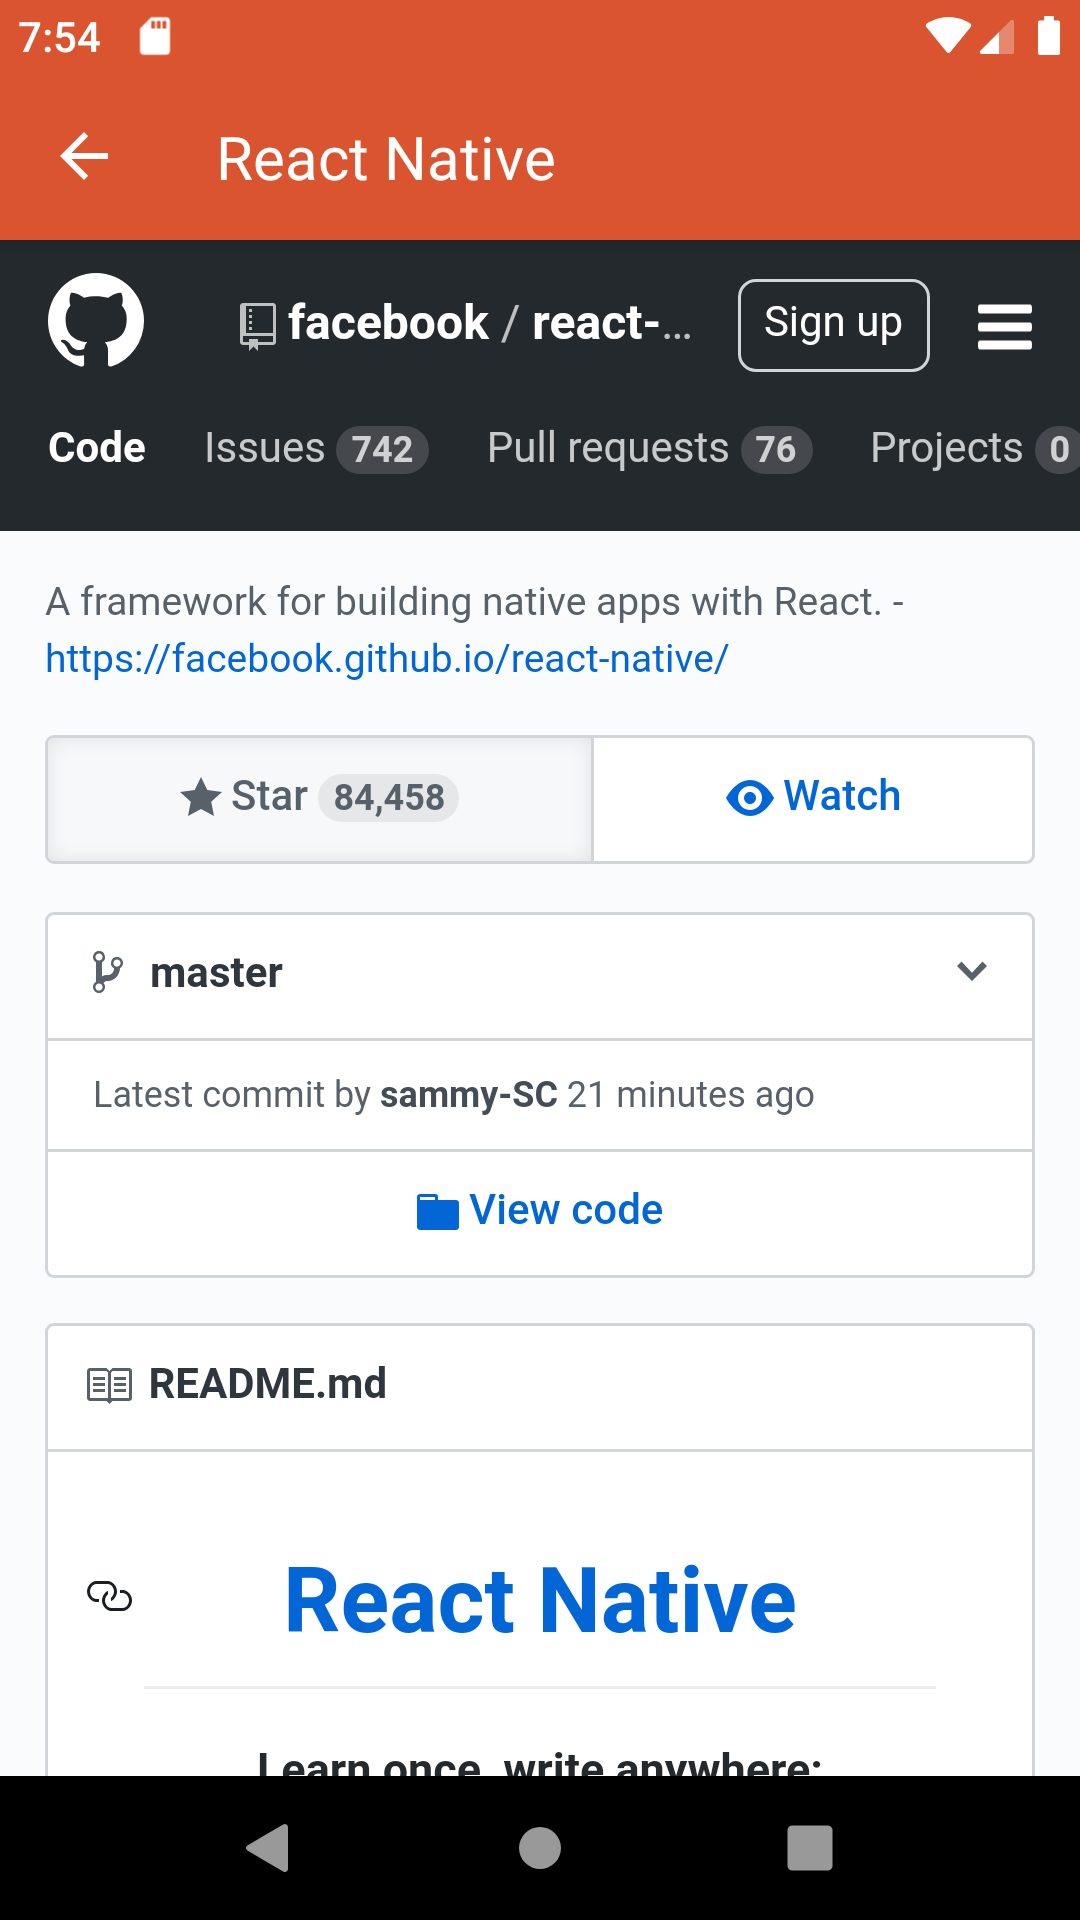 7:54
React Native
facebook / react-...
Sign up
Code Issues 742 Pull requests 76 Projects 0
A framework for building native apps with React. -
https://facebook.github.io/react-native/
Star 84,458
Watch
master
Latest commit by sammy-SC 21 minutes ago
View code
README.md
React Native
Learn once, write anywhere: